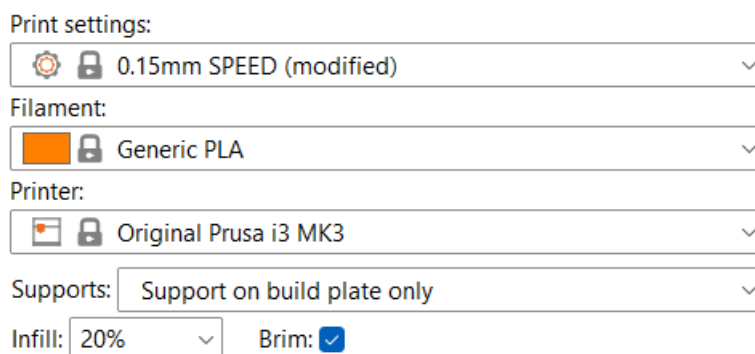 Print settings:
0.15mm SPEED (modified)
Filament:
Generic PLA
Printer:
Original Prusa i3 MK3
Supports: Support on build plate only
Infill: 20% Brim: